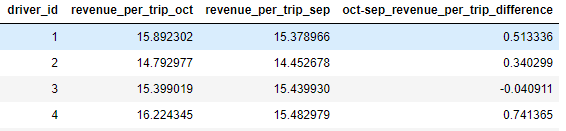 driver_id revenue_per_trip_oct revenue_per_trip_sep oct-sep_revenue_per_trip_difference
1 15.892302 15.378966 0.513336
2 14.792977 14.452678 0.340299
3 15.399019 15.439930 -0.040911
4 16.224345 15.482979 0.741365